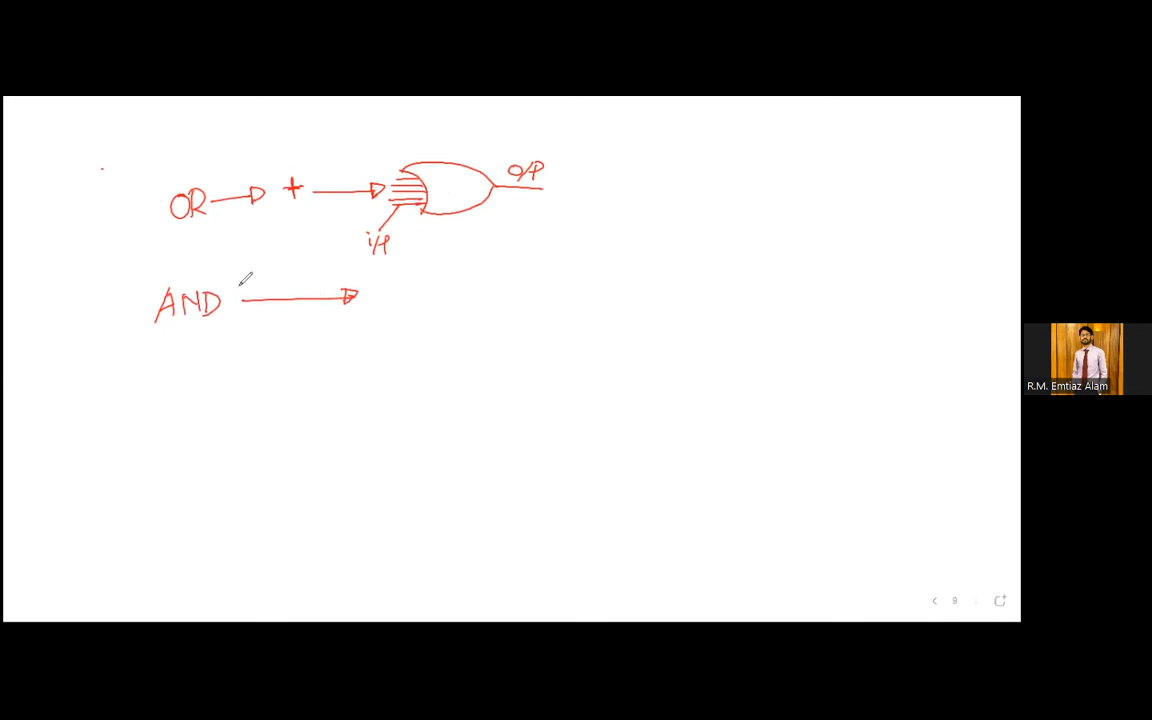 OR + O/P
i/P
AND
R.M. Emtiaz Alam
9